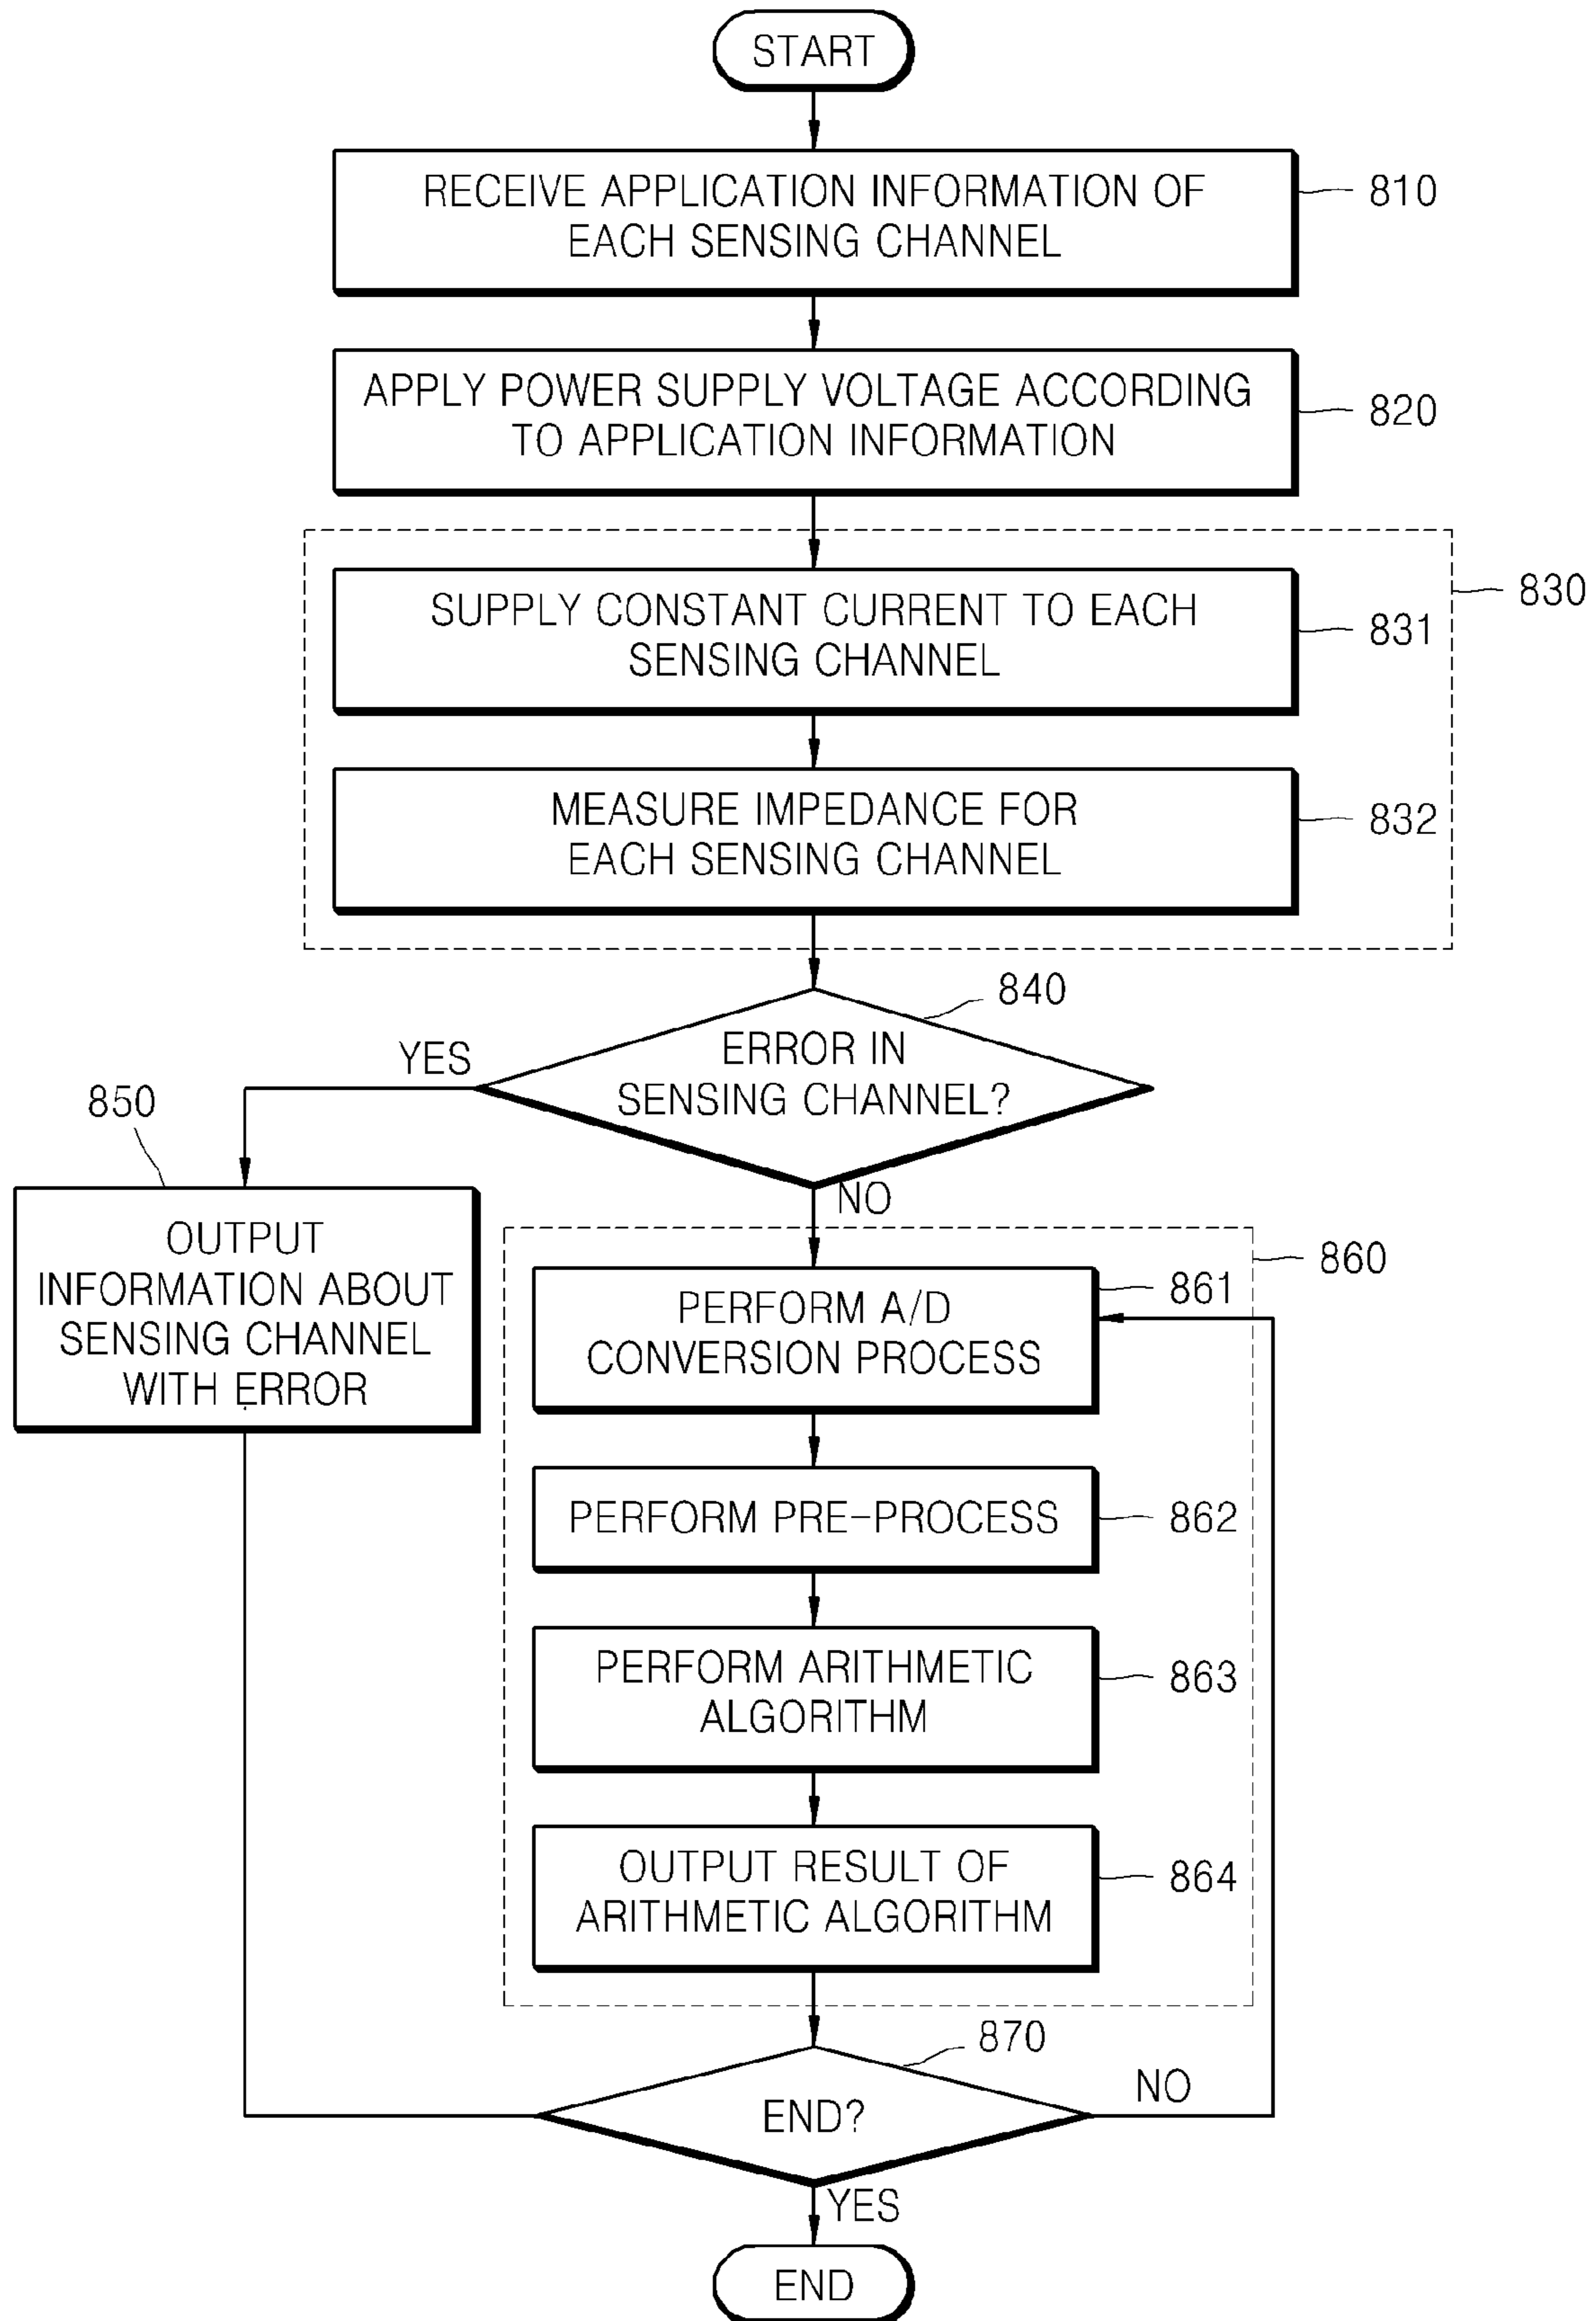 START
RECEIVE APPLICATION INFORMATION OF
EACH SENSING CHANNEL
810
APPLY POWER SUPPLY VOLTAGE ACCORDING
TO APPLICATION INFORMATION
820
830
SUPPLY CONSTANT CURRENT TO EACH
SENSING CHANNEL
831
MEASURE IMPEDANCE FOR
EACH SENSING CHANNEL
832
840
ERROR IN
SENSING CHANNEL?
YES
NO
850
OUTPUT
INFORMATION ABOUT
SENSING CHANNEL
WITH ERROR
860
PERFORM A/D
CONVERSION PROCESS
861
PERFORM PRE-PROCESS
862
PERFORM ARITHMETIC
ALGORITHM
863
OUTPUT RESULT OF
ARITHMETIC ALGORITHM
864
870
END?
NO
YES
END